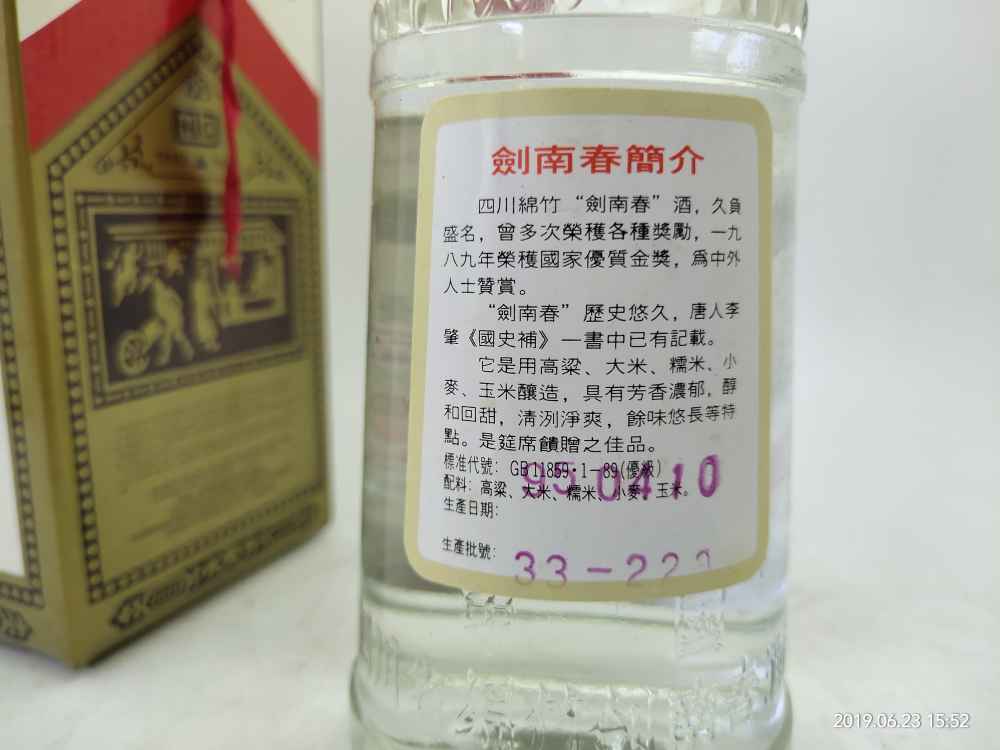 劍南春簡介
四川綿竹“劍南春”酒，久負
盛名，曾多次榮獲各種獎勵，一九
八九年榮獲國家優質金獎，爲中外
人士贊賞。
“劍南春”歷史悠久，唐人李
肇《國史補》一書中已有記載。
它是用高粱、大米、糯米、小
麥、玉米釀造，具有芳香濃郁，醇
和回甜，清冽淨爽，餘味悠長等特
點。是筵席饋贈之佳品。
標准代號：GB11859·1-89(優級)
配料：高粱、大米、糯米、小麥、玉米。
生產日期：
95 04 10
生產批號：
33-222
2019.06.23 15:52